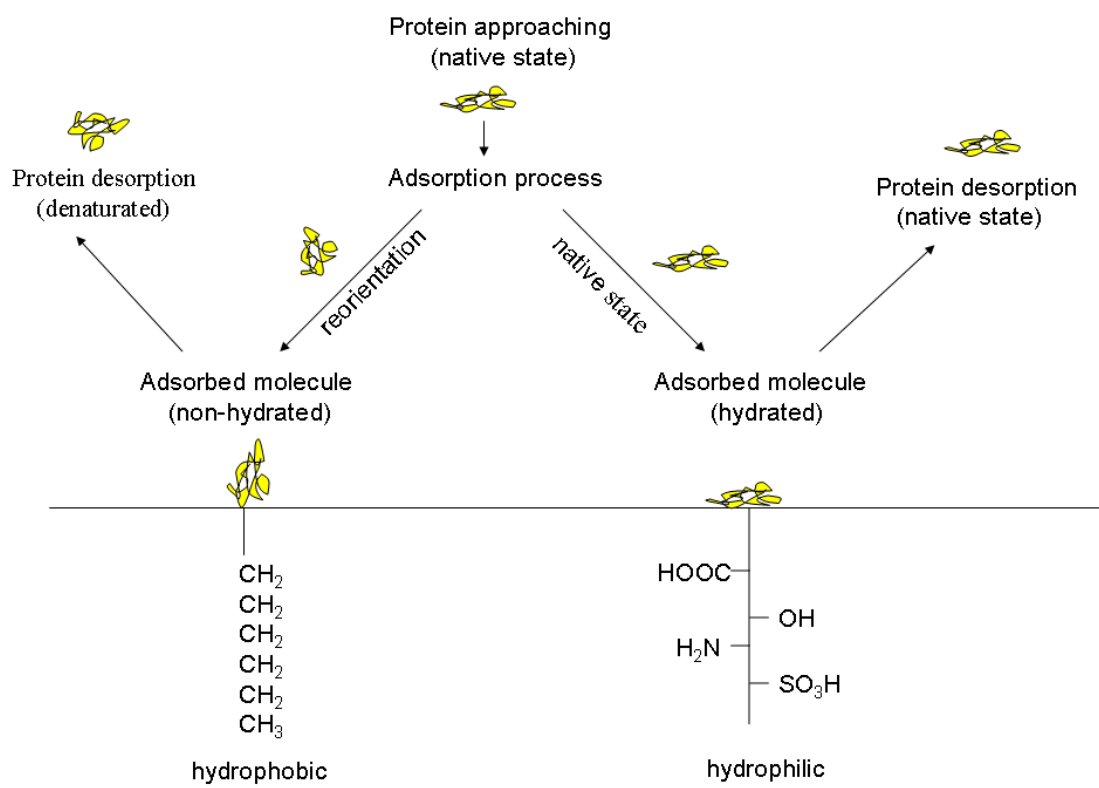 Protein approaching
(native state)
Adsorption process
Protein desorption
(denaturated)
Protein desorption
(native state)
reorientation
native state
Adsorbed molecule
(non-hydrated)
Adsorbed molecule
(hydrated)
CH₂
CH₂
CH₂
CH₂
CH₂
CH₃
hydrophobic
HOOC
OH
H₂N
SO₃H
hydrophilic